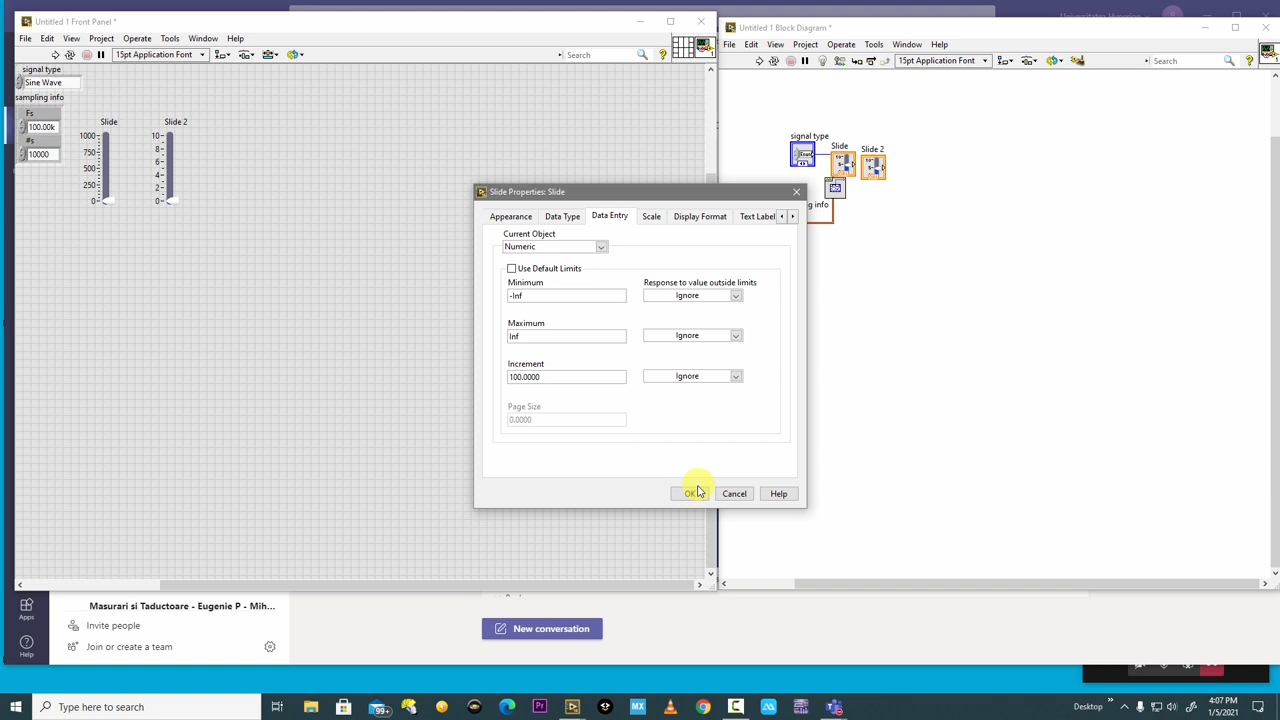 Untitled 1 Front Panel *
File Edit View Project Operate Tools Window Help
15pt Application Font
Search
signal type
Sine Wave
sampling info
Fs
100.00k
#s
10000
Slide
1000
750
500
250
0
Slide 2
10
8
6
4
2
0
Untitled 1 Block Diagram *
File Edit View Project Operate Tools Window Help
15pt Application Font
Search
signal type
Slide
Slide 2
Enum
Slide Properties: Slide
Appearance Data Type Data Entry Scale Display Format Text Label
Current Object
Numeric
Use Default Limits
Minimum
-Inf
Response to value outside limits
Ignore
Maximum
Inf
Ignore
Increment
100.0000
Ignore
Page Size
0.0000
OK Cancel Help
Apps
Help
Masurari si Taductoare - Eugenie P - Mih...
Invite people
Join or create a team
New conversation
Type here to search
99+
Desktop
4:07 PM
1/5/2021